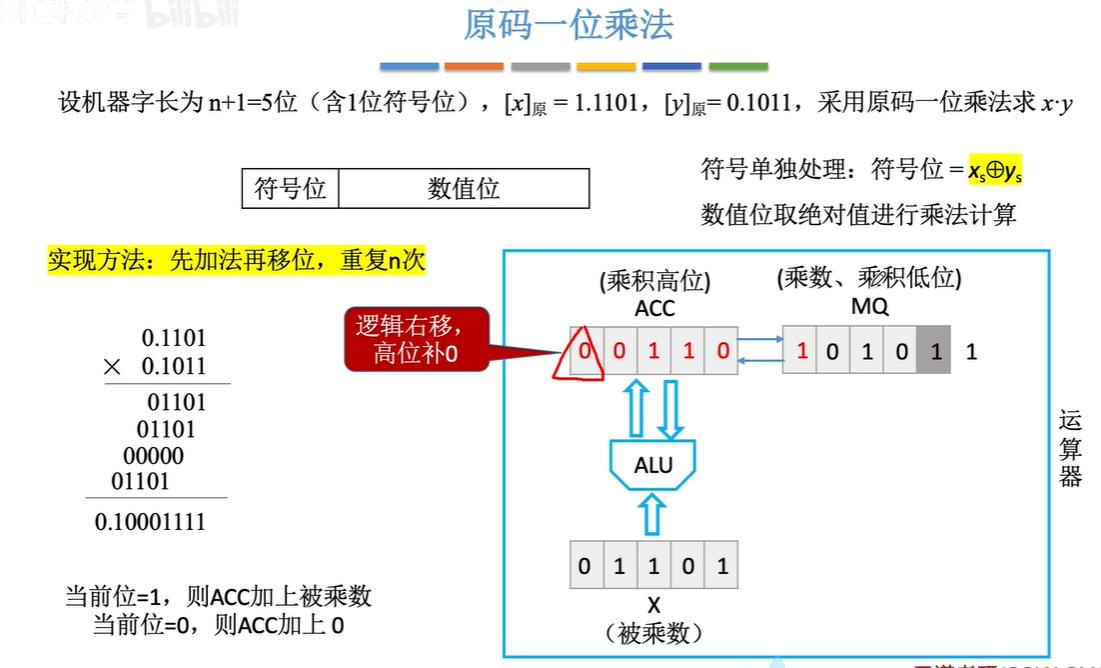 bilibili
原码一位乘法
设机器字长为 n+1=5位（含1位符号位），[x]原 = 1.1101，[y]原= 0.1011，采用原码一位乘法求 x·y
符号位 数值位
符号单独处理：符号位 = xs⊕ys
数值位取绝对值进行乘法计算
实现方法：先加法再移位，重复n次
0.1101
× 0.1011
01101
01101
00000
01101
0.10001111
当前位=1，则ACC加上被乘数
当前位=0，则ACC加上 0
逻辑右移，
高位补0
(乘积高位)
ACC
(乘数、乘积低位)
MQ
0 0 1 1 0
1 0 1 0 1 1
ALU
0 1 1 0 1
X
（被乘数）
运
算
器